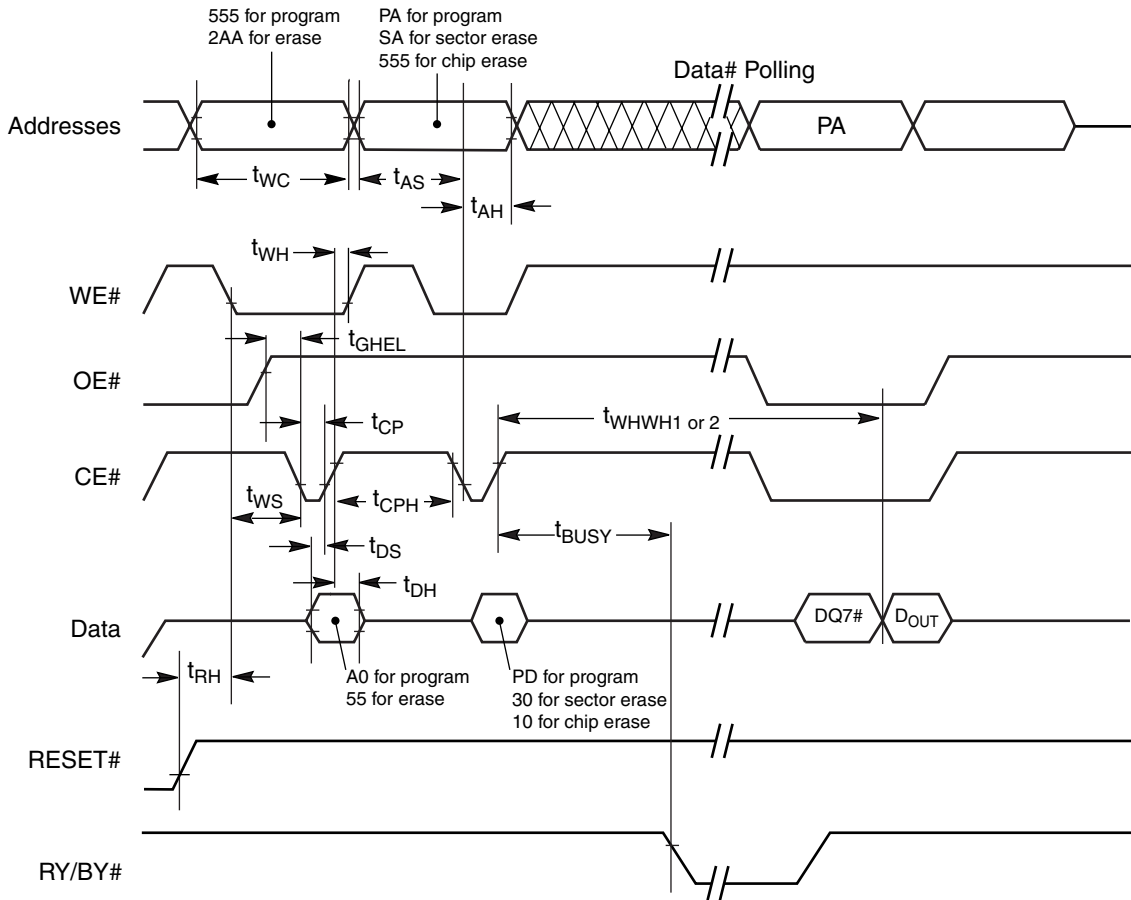 555 for program
2AA for erase
PA for program
SA for sector erase
555 for chip erase
Data# Polling
Addresses
PA
tWC
tAS
tAH
tWH
WE#
tGHEL
OE#
tWHWH1 or 2
tCP
CE#
tWS
tCPH
tBUSY
tDS
tDH
Data
DQ7#
DOUT
tRH
A0 for program
55 for erase
PD for program
30 for sector erase
10 for chip erase
RESET#
RY/BY#